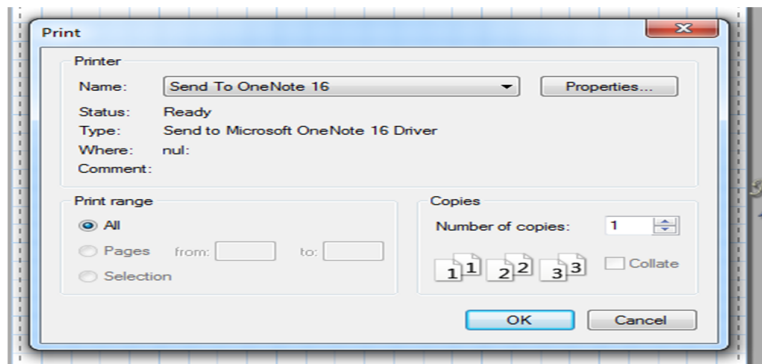 Print
Printer
Name: Send To OneNote 16 Properties...
Status: Ready
Type: Send to Microsoft OneNote 16 Driver
Where: nul:
Comment:
Print range
All
Pages from: to:
Selection
Copies
Number of copies: 1
1 1 2 2 3 3 Collate
OK Cancel